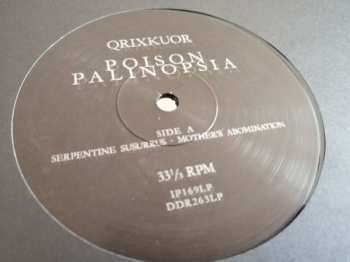 QRIXKUOR
POISON
PALINOPSIA
SIDE A
SERPENTINE SUSURRUS · MOTHER'S ABOMINATION
33⅓ RPM
IP169LP
DDR263LP